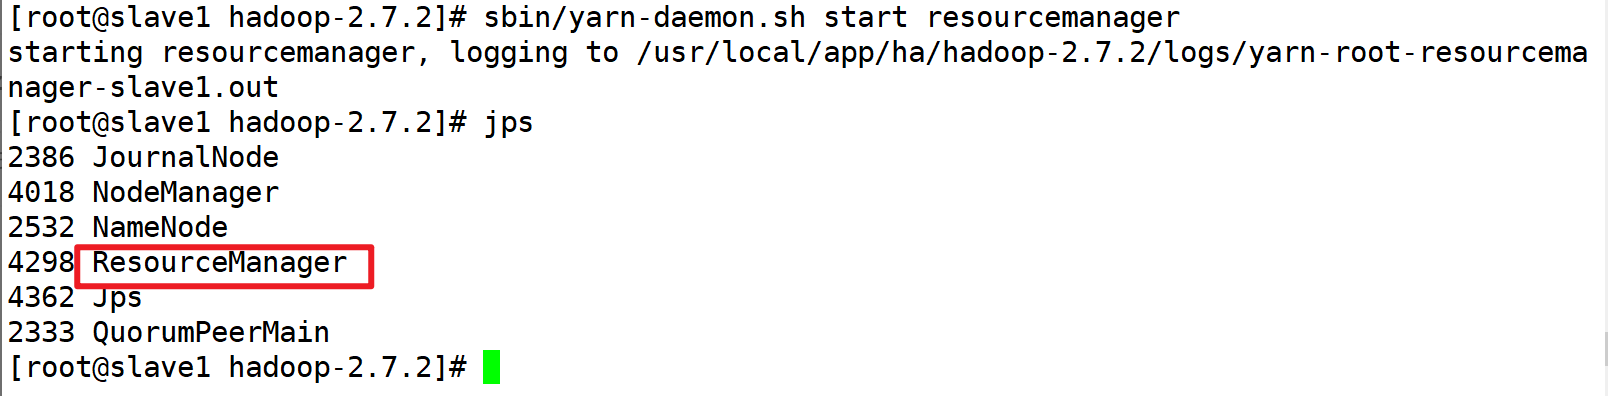 [root@slave1 hadoop-2.7.2]# sbin/yarn-daemon.sh start resourcemanager
starting resourcemanager, logging to /usr/local/app/ha/hadoop-2.7.2/logs/yarn-root-resourcema
nager-slave1.out
[root@slave1 hadoop-2.7.2]# jps
2386 JournalNode
4018 NodeManager
2532 NameNode
4298 ResourceManager
4362 Jps
2333 QuorumPeerMain
[root@slave1 hadoop-2.7.2]#